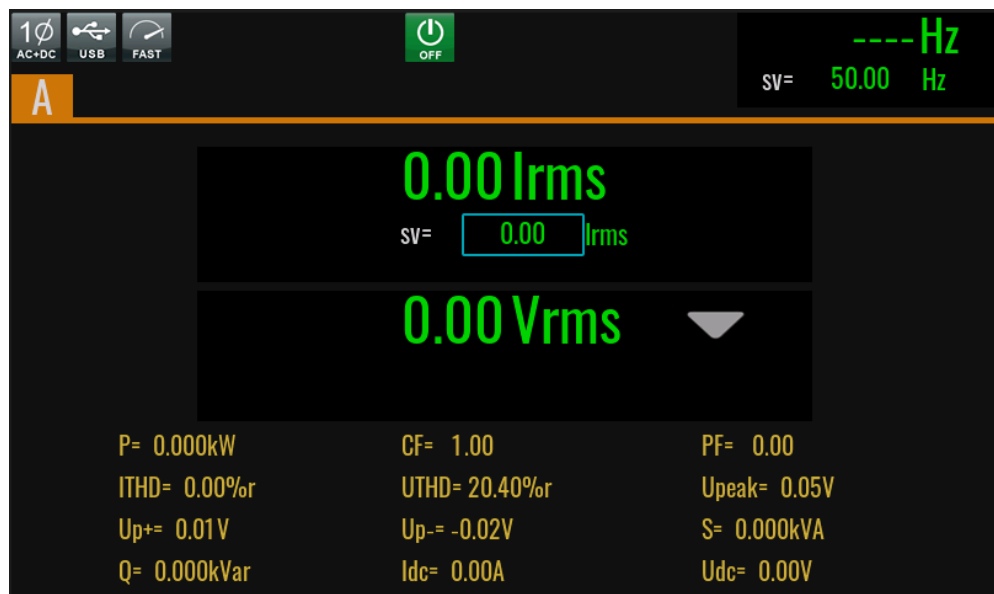 1Ø
AC+DC
USB
FAST
OFF
---- Hz
sv= 50.00 Hz
A
0.00 Irms
sv= 0.00 Irms
0.00 Vrms
P= 0.000kW CF= 1.00 PF= 0.00
ITHD= 0.00%r UTHD= 20.40%r Upeak= 0.05V
Up+= 0.01V Up-= -0.02V S= 0.000kVA
Q= 0.000kVar Idc= 0.00A Udc= 0.00V